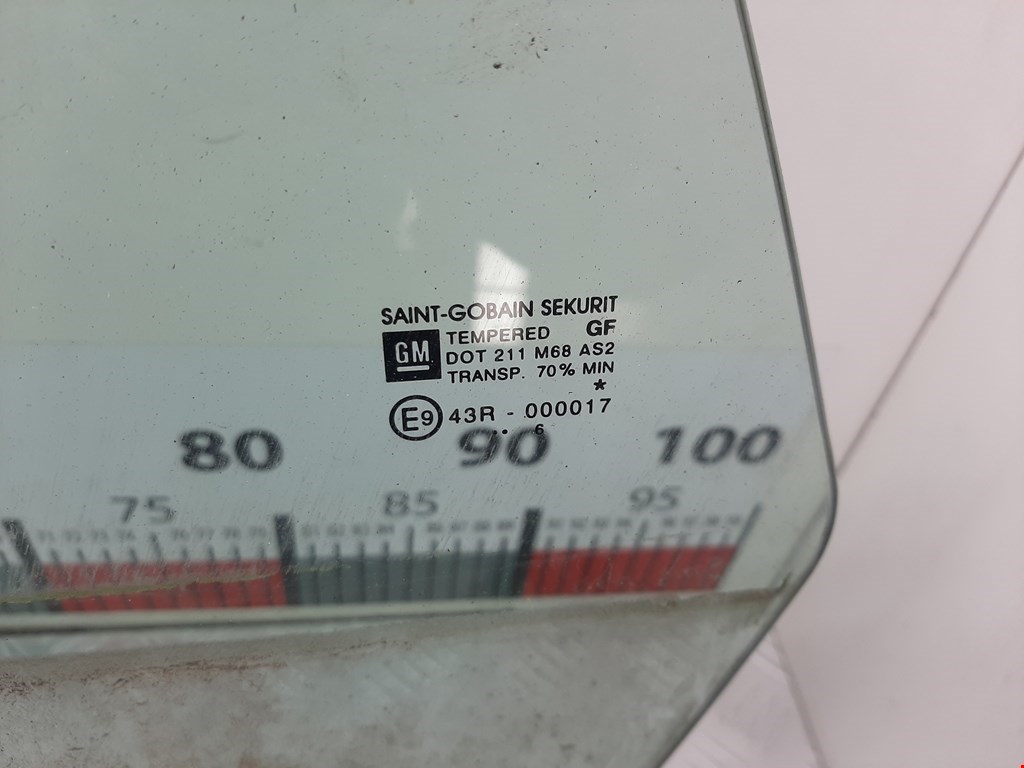 SAINT-GOBAIN SEKURIT
GM
TEMPERED GF
DOT 211 M68 AS2
TRANSP. 70% MIN
*
E9 43R - 000017
.. 6
80 90 100
75 85 95